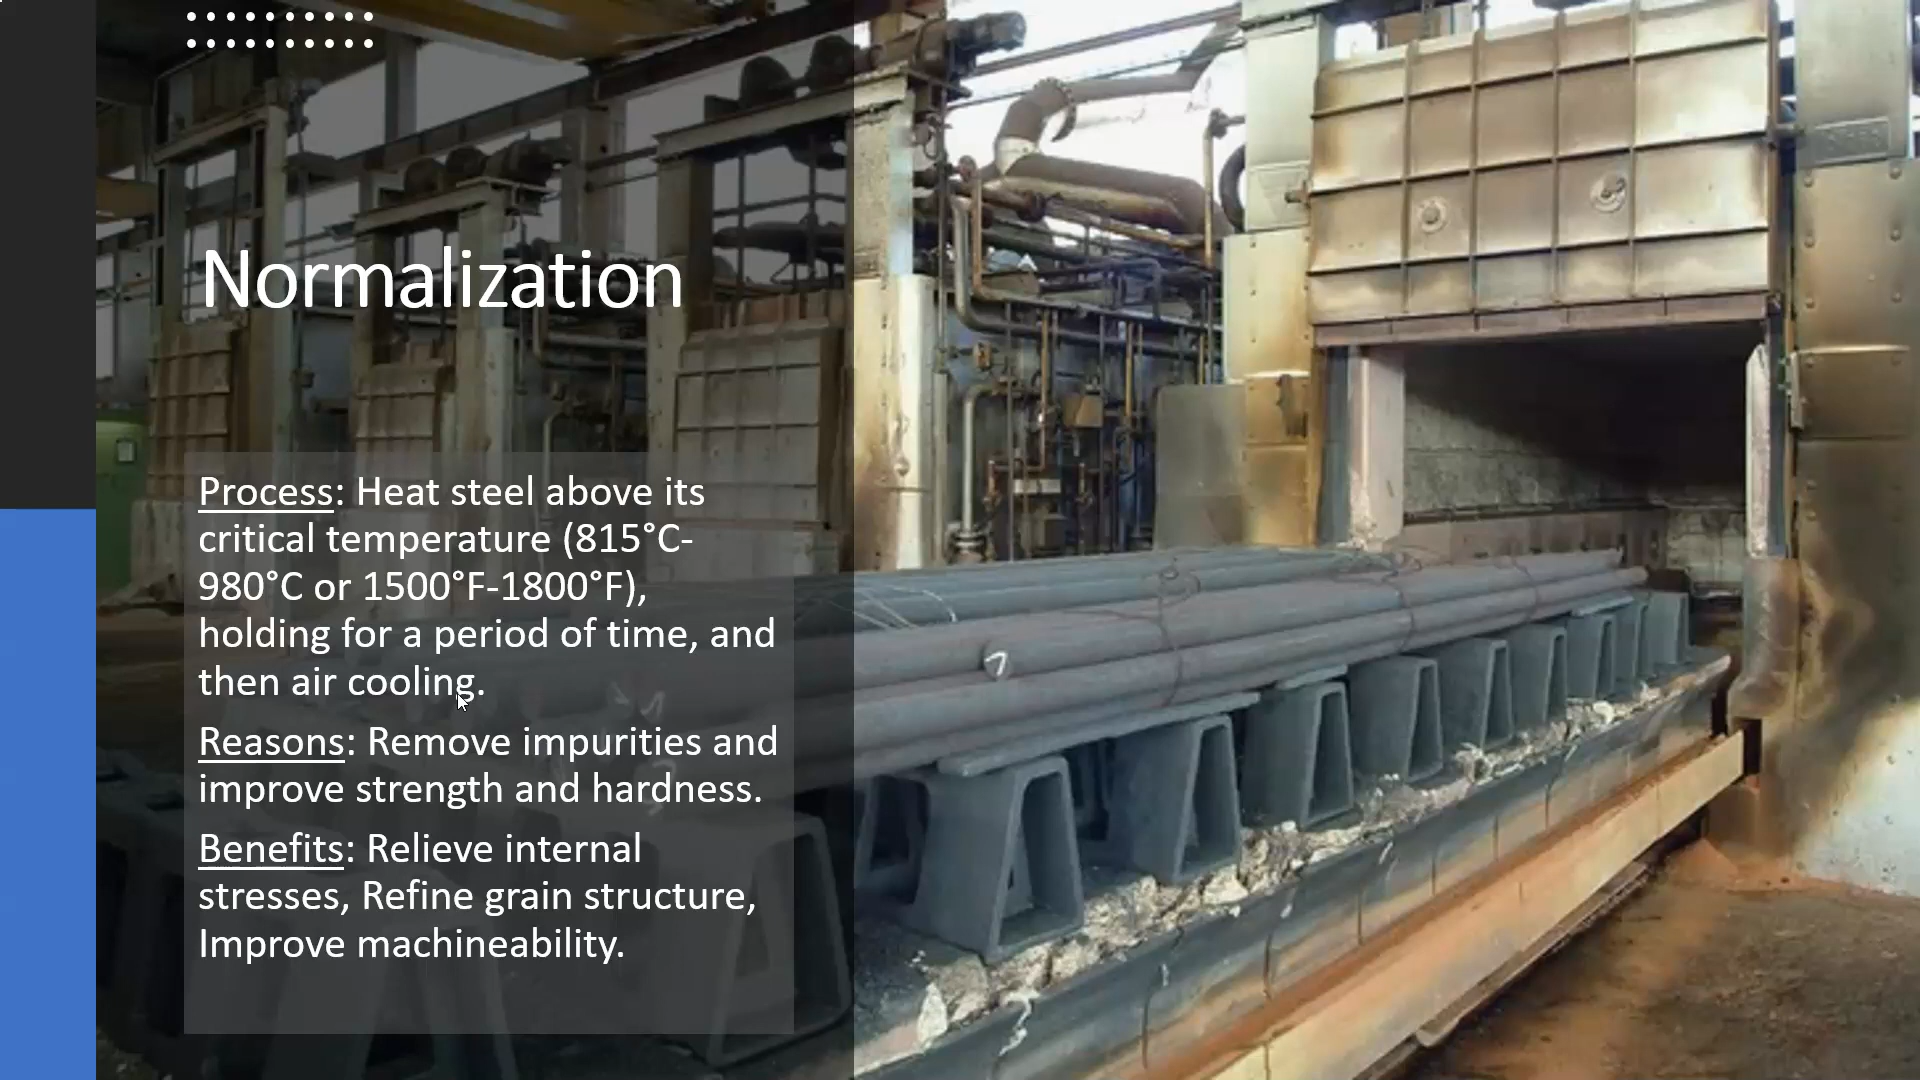 Normalization
Process: Heat steel above its
critical temperature (815°C-
980°C or 1500°F-1800°F),
holding for a period of time, and
then air cooling.
Reasons: Remove impurities and
improve strength and hardness.
Benefits: Relieve internal
stresses, Refine grain structure,
Improve machineability.